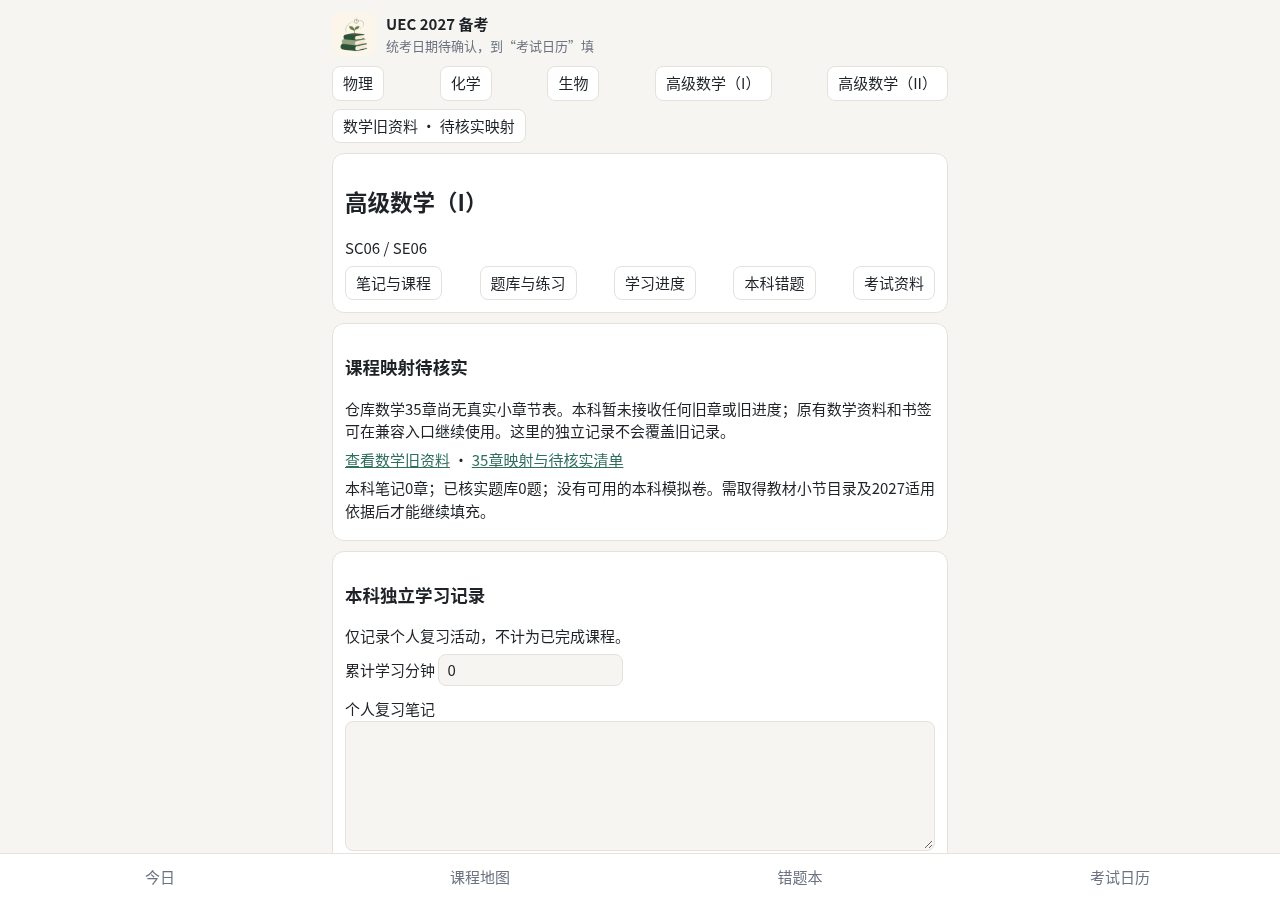 UEC 2027 备考
统考日期待确认，到“考试日历”填
物理 化学 生物 高级数学（I） 高级数学（II）
数学旧资料 · 待核实映射
高级数学（I）
SC06 / SE06
笔记与课程 题库与练习 学习进度 本科错题 考试资料
课程映射待核实
仓库数学35章尚无真实小章节表。本科暂未接收任何旧章或旧进度；原有数学资料和书签
可在兼容入口继续使用。这里的独立记录不会覆盖旧记录。
查看数学旧资料 · 35章映射与待核实清单
本科笔记0章；已核实题库0题；没有可用的本科模拟卷。需取得教材小节目录及2027适用
依据后才能继续填充。
本科独立学习记录
仅记录个人复习活动，不计为已完成课程。
累计学习分钟 0
个人复习笔记
今日 课程地图 错题本 考试日历